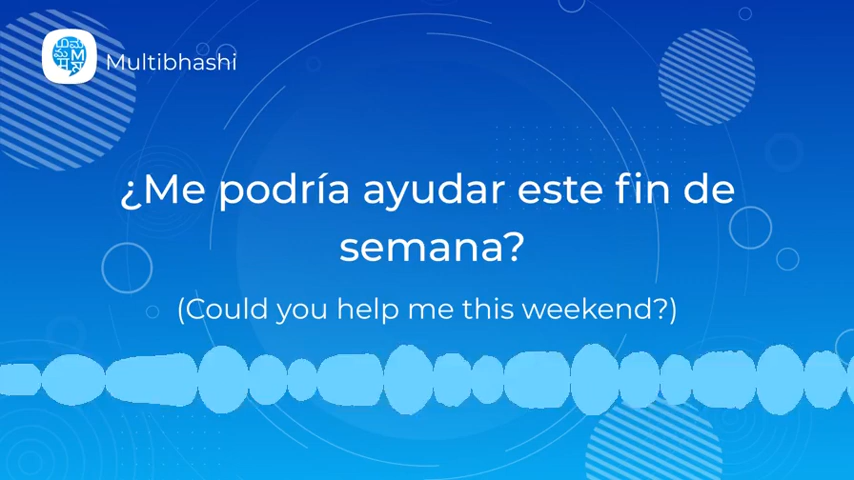 Multibhashi
¿Me podría ayudar este fin de
semana?
(Could you help me this weekend?)